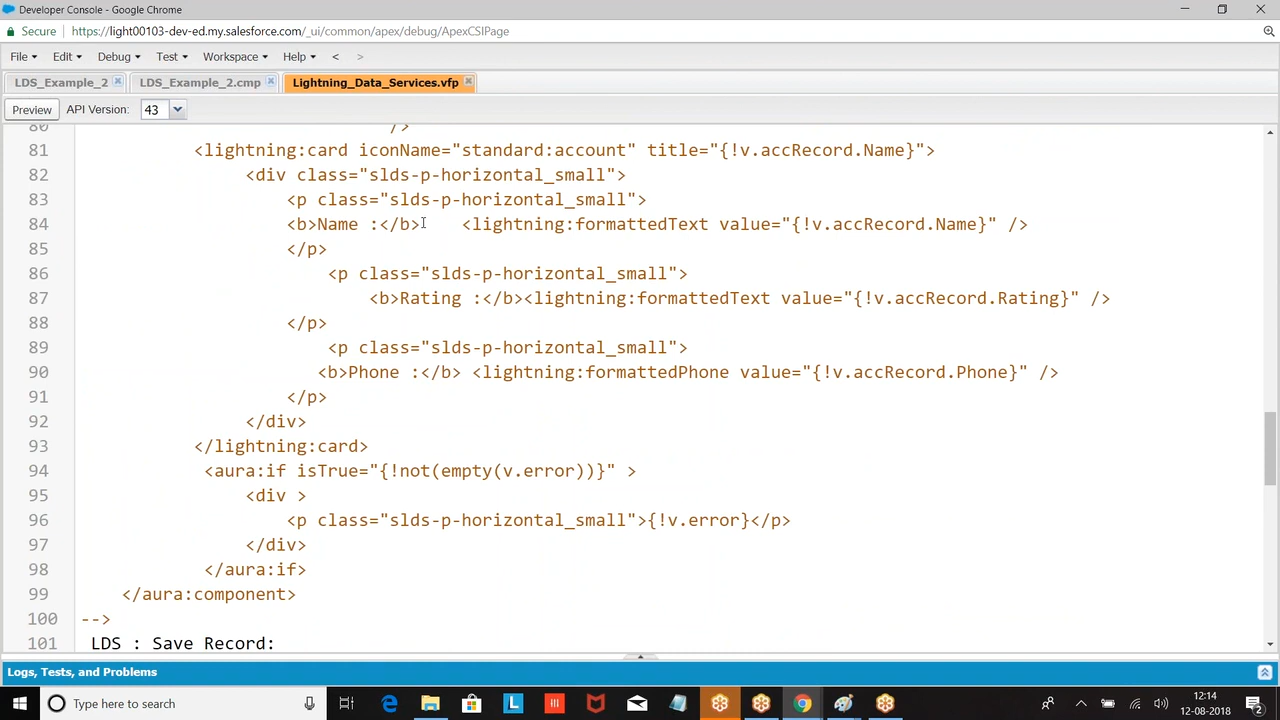 Developer Console - Google Chrome
Secure https://light00103-dev-ed.my.salesforce.com/_ui/common/apex/debug/ApexCSIPage
File Edit Debug Test Workspace Help < >
LDS_Example_2 LDS_Example_2.cmp Lightning_Data_Services.vfp
Preview API Version: 43
80 />
81 <lightning:card iconName="standard:account" title="{!v.accRecord.Name}">
82 <div class="slds-p-horizontal_small">
83 <p class="slds-p-horizontal_small">
84 <b>Name :</b> <lightning:formattedText value="{!v.accRecord.Name}" />
85 </p>
86 <p class="slds-p-horizontal_small">
87 <b>Rating :</b><lightning:formattedText value="{!v.accRecord.Rating}" />
88 </p>
89 <p class="slds-p-horizontal_small">
90 <b>Phone :</b> <lightning:formattedPhone value="{!v.accRecord.Phone}" />
91 </p>
92 </div>
93 </lightning:card>
94 <aura:if isTrue="{!not(empty(v.error))}" >
95 <div >
96 <p class="slds-p-horizontal_small">{!v.error}</p>
97 </div>
98 </aura:if>
99 </aura:component>
100 -->
101 LDS : Save Record:
Logs, Tests, and Problems
Type here to search
12:14
12-08-2018